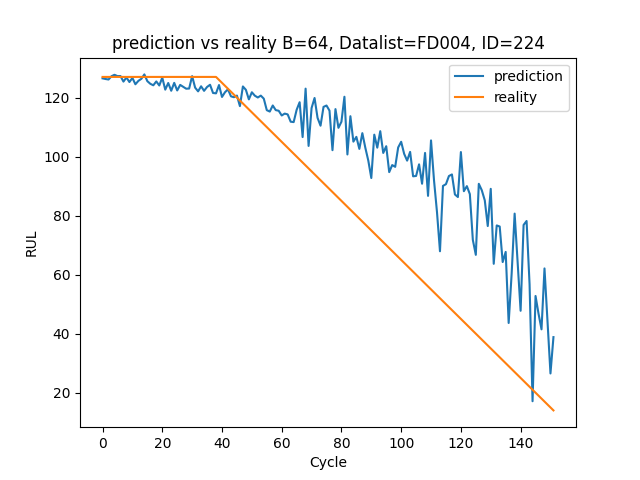 prediction vs reality B=64, Datalist=FD004, ID=224
prediction
reality
RUL
120
100
80
60
40
20
0 20 40 60 80 100 120 140
Cycle